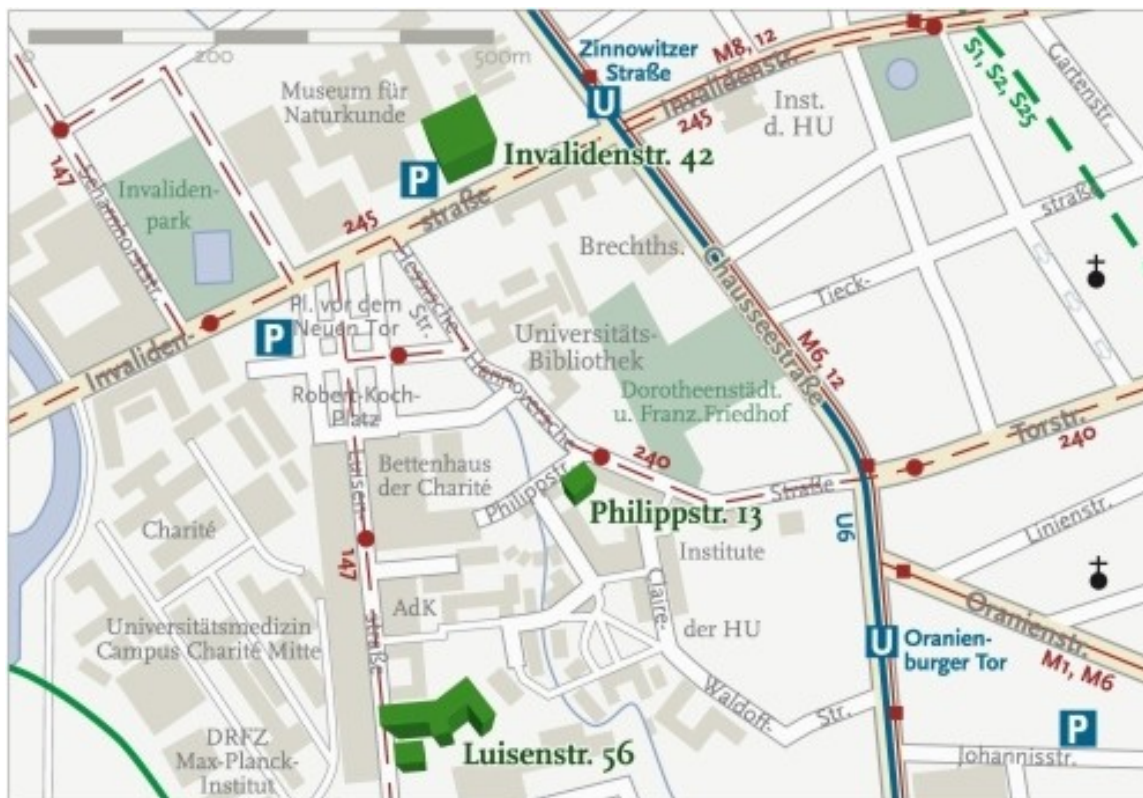 0
200
500m
Zinnowitzer
Straße
U
M8, 12
Invalidenstr.
245
Inst.
d. HU
S1, S2, S25
Gartenstr.
Museum für
Naturkunde
Invalidenstr. 42
P
147
Scharnhorststr.
Invaliden-
park
245
straße
straße
Brechths.
Chausseestraße
Tieck-
Hessische
Str.
Pl. vor dem
Neuen Tor
P
Invaliden-
Universitäts-
Bibliothek
M6, 12
Robert-Koch-
Platz
Hannoversche
Dorotheenstädt.
u. Franz.Friedhof
Torstr.
240
Luisen-
Bettenhaus
der Charité
240
Philippstr.
Straße
Philippstr. 13
U6
Linienstr.
Charité
147
Institute
Claire-
AdK
der HU
Oranienstr.
Universitätsmedizin
Campus Charité Mitte
straße
U
Oranien-
burger Tor
M1, M6
Waldoff-
Str.
P
DRFZ
Max-Planck-
Institut
Luisenstr. 56
Johannisstr.